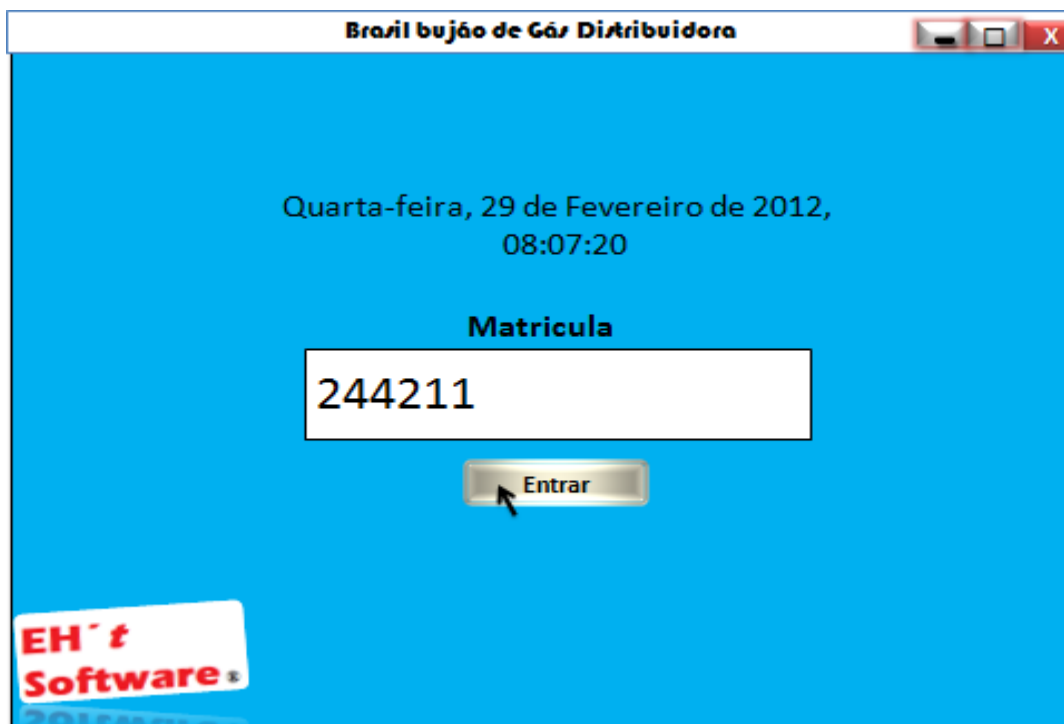 Brasil bujão de Gás Distribuidora
X
Quarta-feira, 29 de Fevereiro de 2012,
08:07:20
Matricula
244211
Entrar
EH´t
Software®